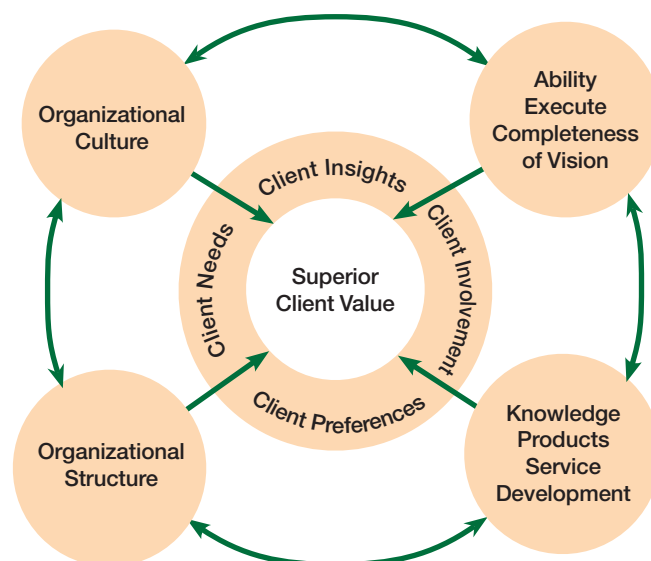 Organizational
Culture
Ability
Execute
Completeness
of Vision
Client Insights
Client Needs
Client Involvement
Superior
Client Value
Client Preferences
Organizational
Structure
Knowledge
Products
Service
Development